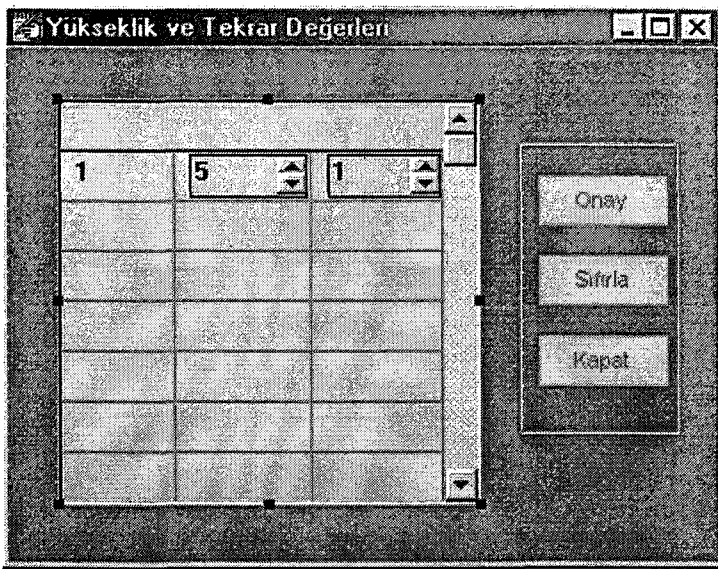 Yükseklik ve Tekrar Değerleri
1 5 1
Onay
Sıfırla
Kapat